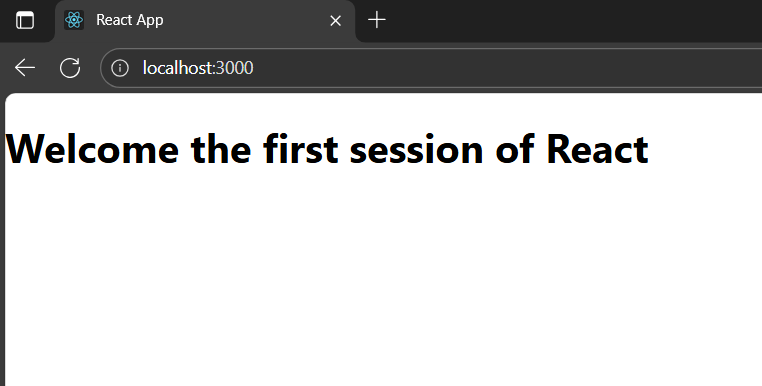 React App
localhost:3000
Welcome the first session of React